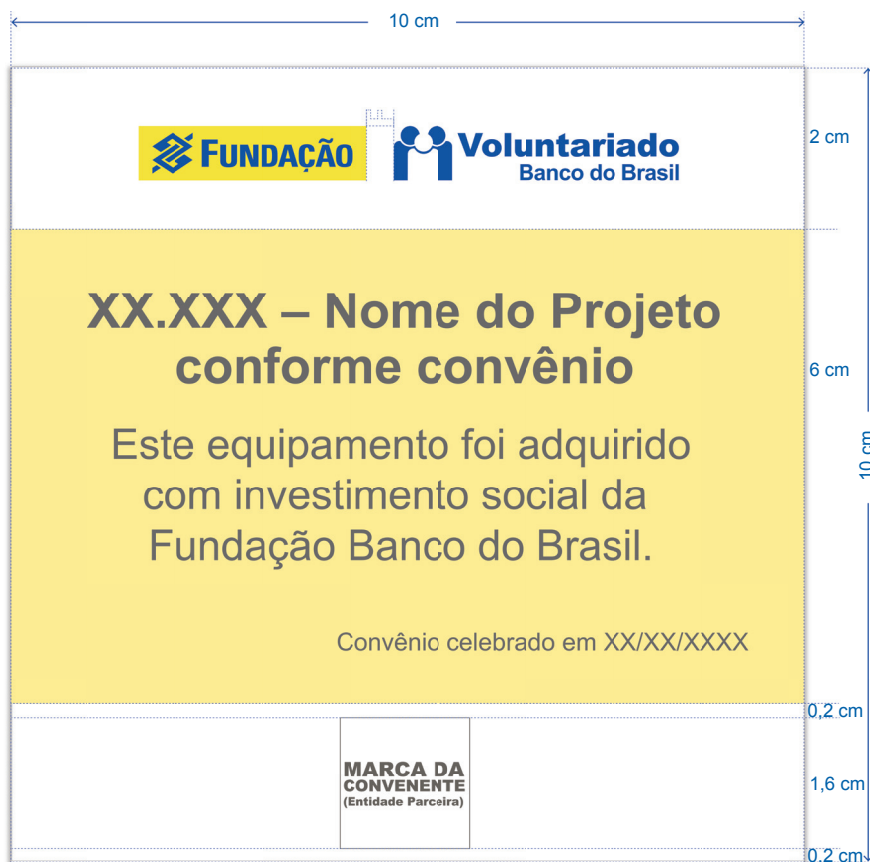 10 cm
FUNDAÇÃO
Voluntariado
Banco do Brasil
2 cm
XX.XXX – Nome do Projeto
conforme convênio
6 cm
10 cm
Este equipamento foi adquirido
com investimento social da
Fundação Banco do Brasil.
Convênio celebrado em XX/XX/XXXX
0,2 cm
MARCA DA
CONVENENTE
(Entidade Parceira)
1,6 cm
0,2 cm